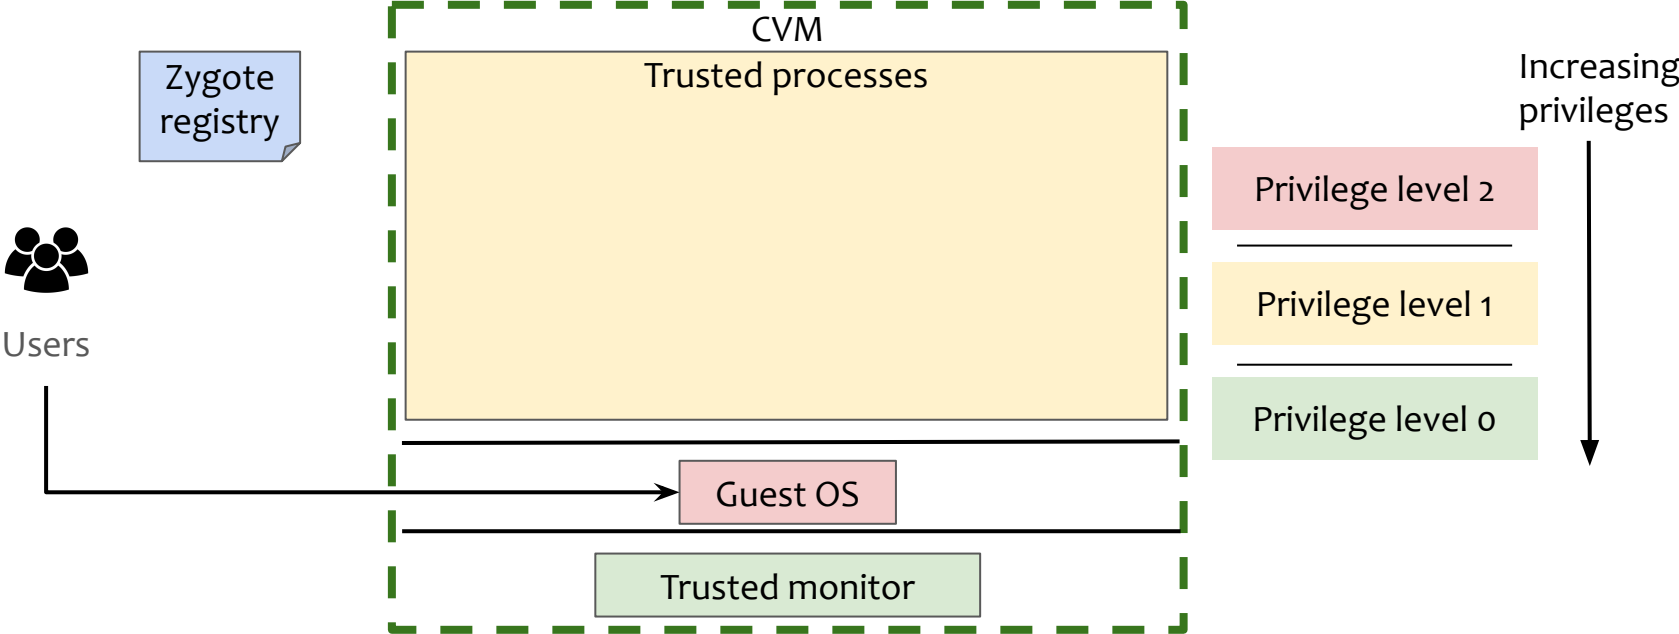 CVM
Trusted processes
Zygote
registry
Users
Guest OS
Trusted monitor
Increasing
privileges
Privilege level 2
Privilege level 1
Privilege level 0